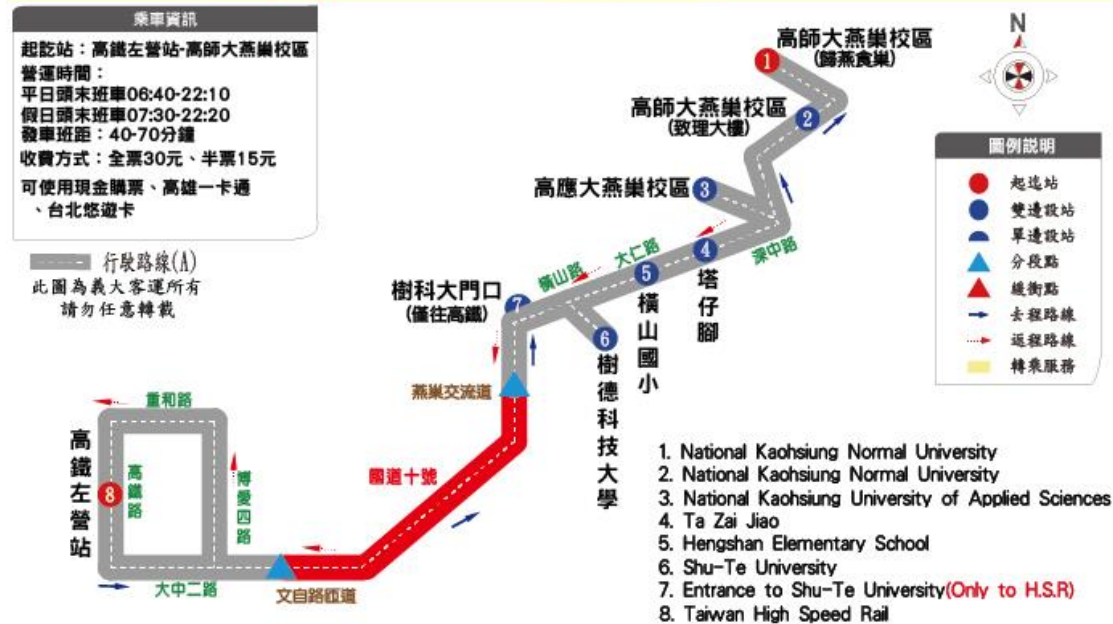 乘車資訊
起訖站：高鐵左營站-高師大燕巢校區
營運時間：
平日頭末班車06:40-22:10
假日頭末班車07:30-22:20
發車班距：40-70分鐘
收費方式：全票30元、半票15元
可使用現金購票、高雄一卡通
、台北悠遊卡
行駛路線(A)
此圖為義大客運所有
請勿任意轉載
N
圖例說明
起迄站
雙邊設站
單邊設站
分段點
緩衝點
去程路線
返程路線
轉乘服務
高師大燕巢校區
(歸燕食巢)
1
高師大燕巢校區
(致理大樓)
2
高應大燕巢校區
3
深中路
4
塔仔腳
大仁路
5
橫山國小
橫山路
6
樹德科技大學
樹科大門口
(僅往高鐵)
7
燕巢交流道
國道十號
文自路匝道
重和路
高鐵左營站
8
高鐵路
博愛四路
大中二路
1. National Kaohsiung Normal University
2. National Kaohsiung Normal University
3. National Kaohsiung University of Applied Sciences
4. Ta Zai Jiao
5. Hengshan Elementary School
6. Shu-Te University
7. Entrance to Shu-Te University(Only to H.S.R)
8. Taiwan High Speed Rail